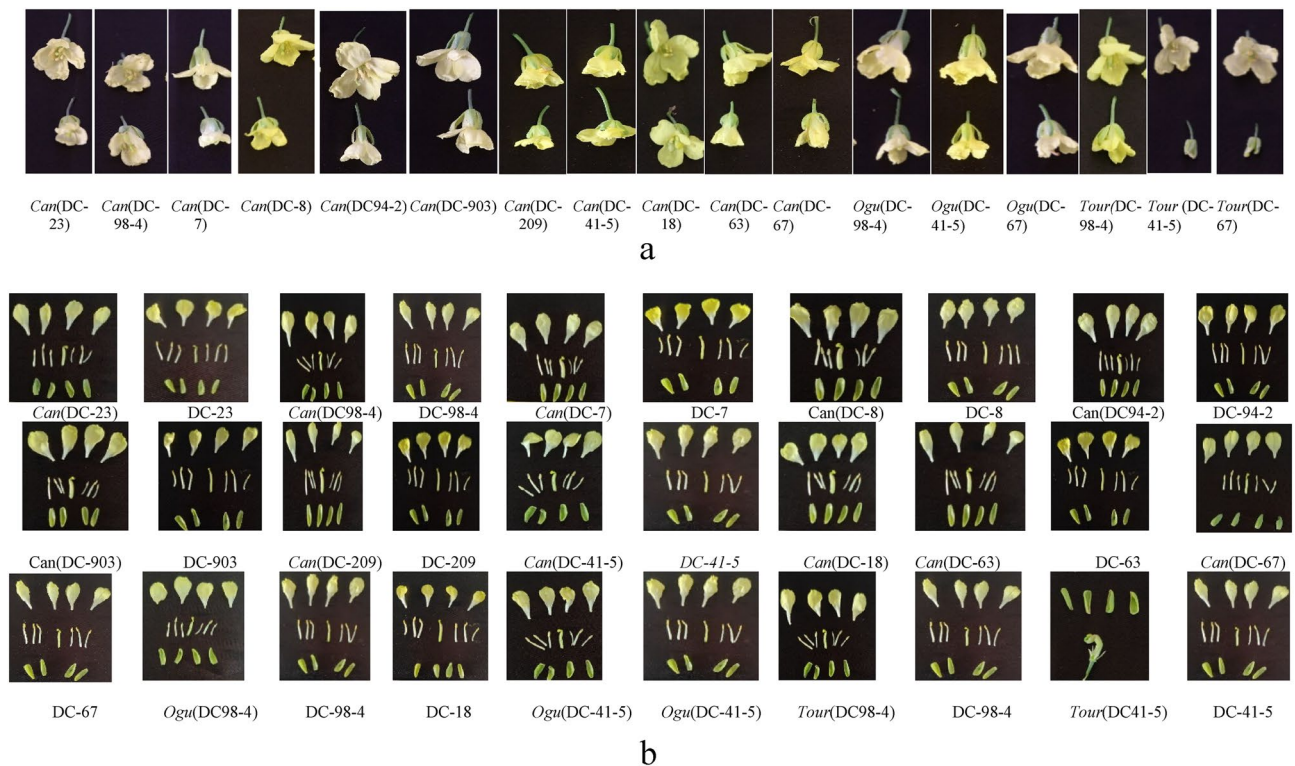 Can(DC-23) Can(DC-98-4) Can(DC-7) Can(DC-8) Can(DC94-2) Can(DC-903) Can(DC-209) Can(DC-41-5) Can(DC-18) Can(DC-63) Can(DC-67) Ogu(DC-98-4) Ogu(DC-41-5) Ogu(DC-67) Tour(DC-98-4) Tour (DC-41-5) Tour(DC-67)
a
Can(DC-23) DC-23 Can(DC98-4) DC-98-4 Can(DC-7) DC-7 Can(DC-8) DC-8 Can(DC94-2) DC-94-2
Can(DC-903) DC-903 Can(DC-209) DC-209 Can(DC-41-5) DC-41-5 Can(DC-18) Can(DC-63) DC-63 Can(DC-67)
DC-67 Ogu(DC98-4) DC-98-4 DC-18 Ogu(DC-41-5) Ogu(DC-41-5) Tour(DC98-4) DC-98-4 Tour(DC41-5) DC-41-5
b